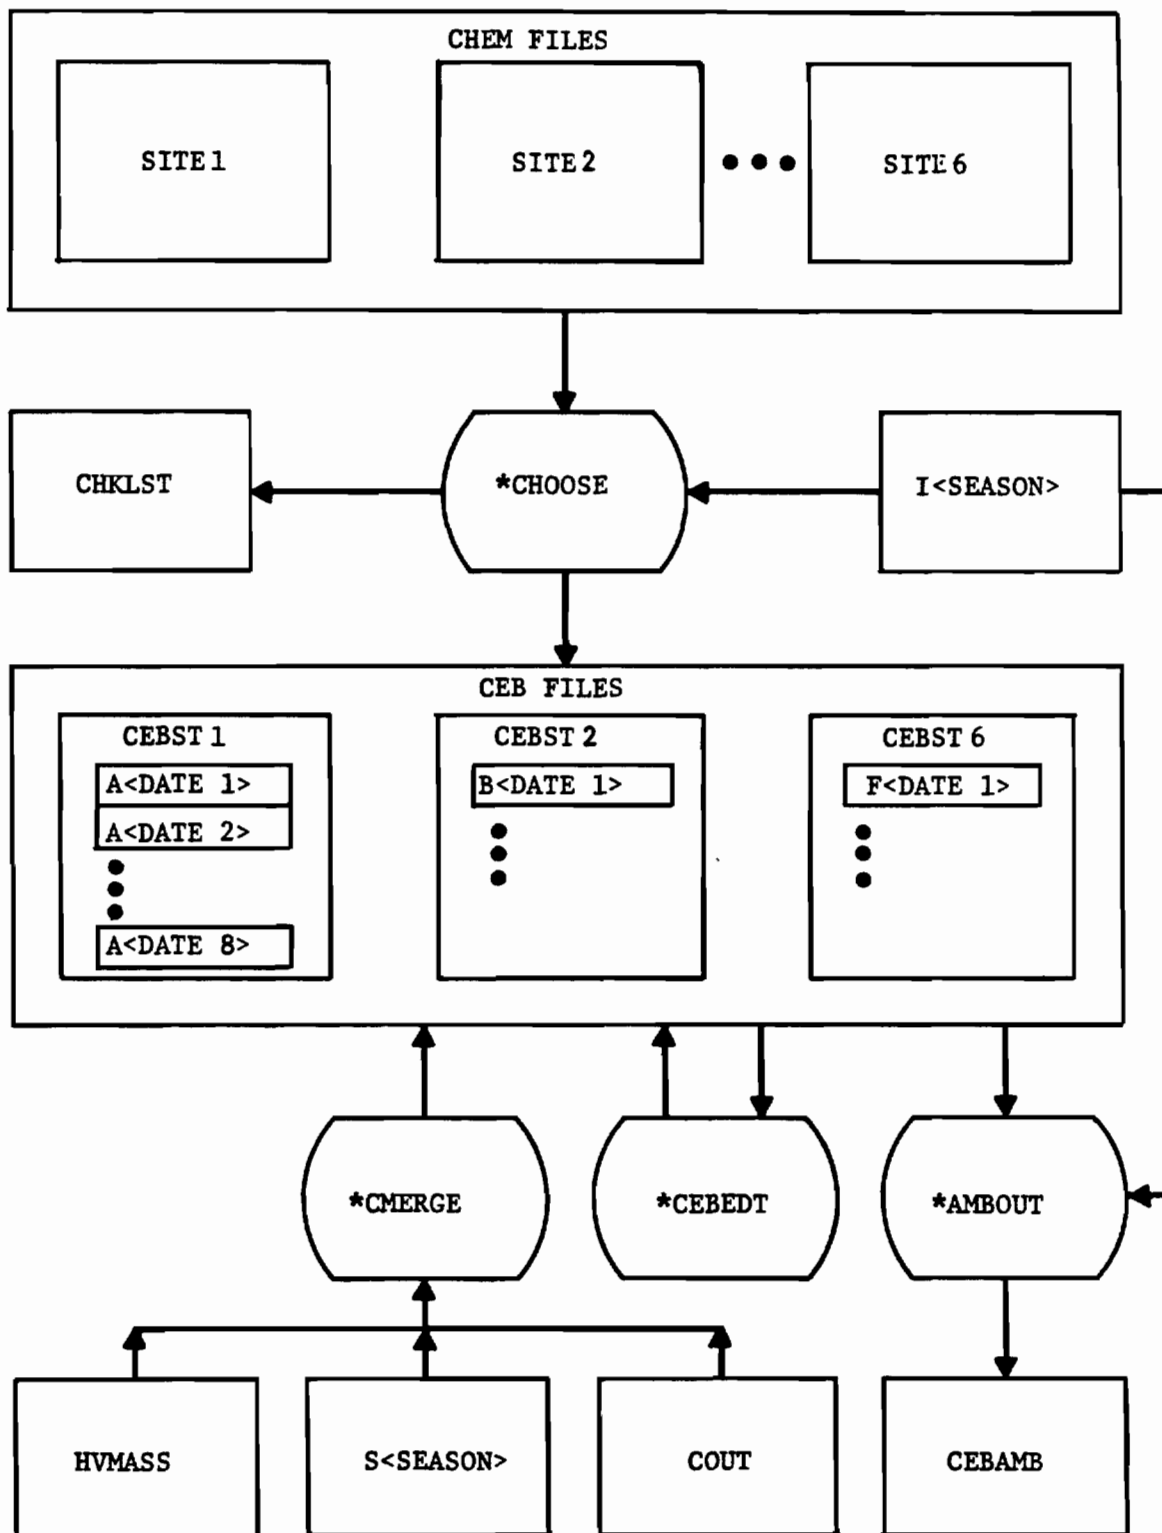 CHEM FILES
SITE 1
SITE 2
SITE 6
CHKLST
*CHOOSE
I<SEASON>
CEB FILES
CEBST 1
CEBST 2
CEBST 6
A<DATE 1>
B<DATE 1>
F<DATE 1>
A<DATE 2>
A<DATE 8>
*CMERGE
*CEBEDT
*AMBOUT
HVMASS
S<SEASON>
COUT
CEBAMB